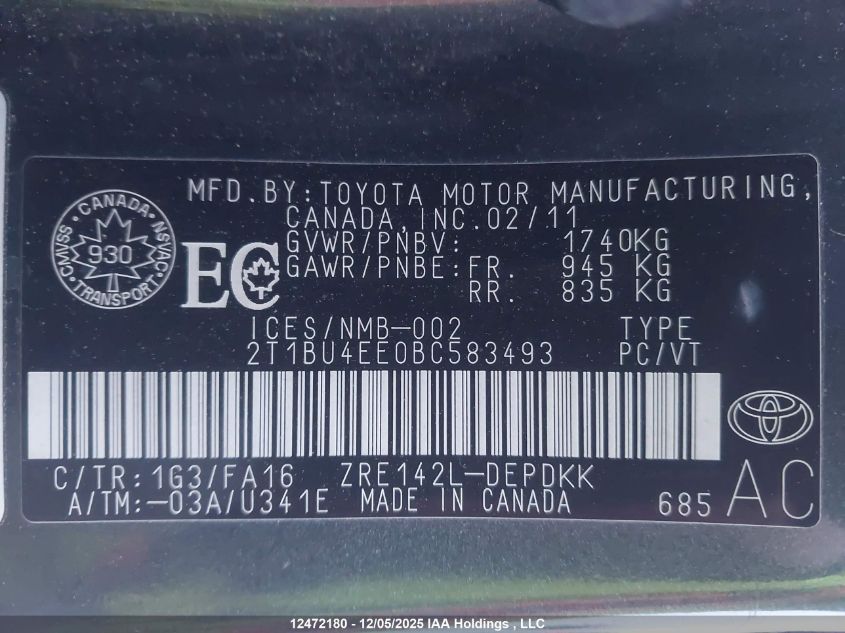 MFD.BY:TOYOTA MOTOR MANUFACTURING,
CANADA,INC.02/11
CANADA
CMVSS 930 NSVAC
TRANSPORT
EC
GVWR/PNBV: 1740KG
GAWR/PNBE:FR. 945 KG
RR. 835 KG
ICES/NMB-002 TYPE
2T1BU4EE0BC583493 PC/VT
C/TR:1G3/FA16 ZRE142L-DEPDKK
A/TM:-03A/U341E MADE IN CANADA 685 AC
12472180 - 12/05/2025 IAA Holdings , LLC